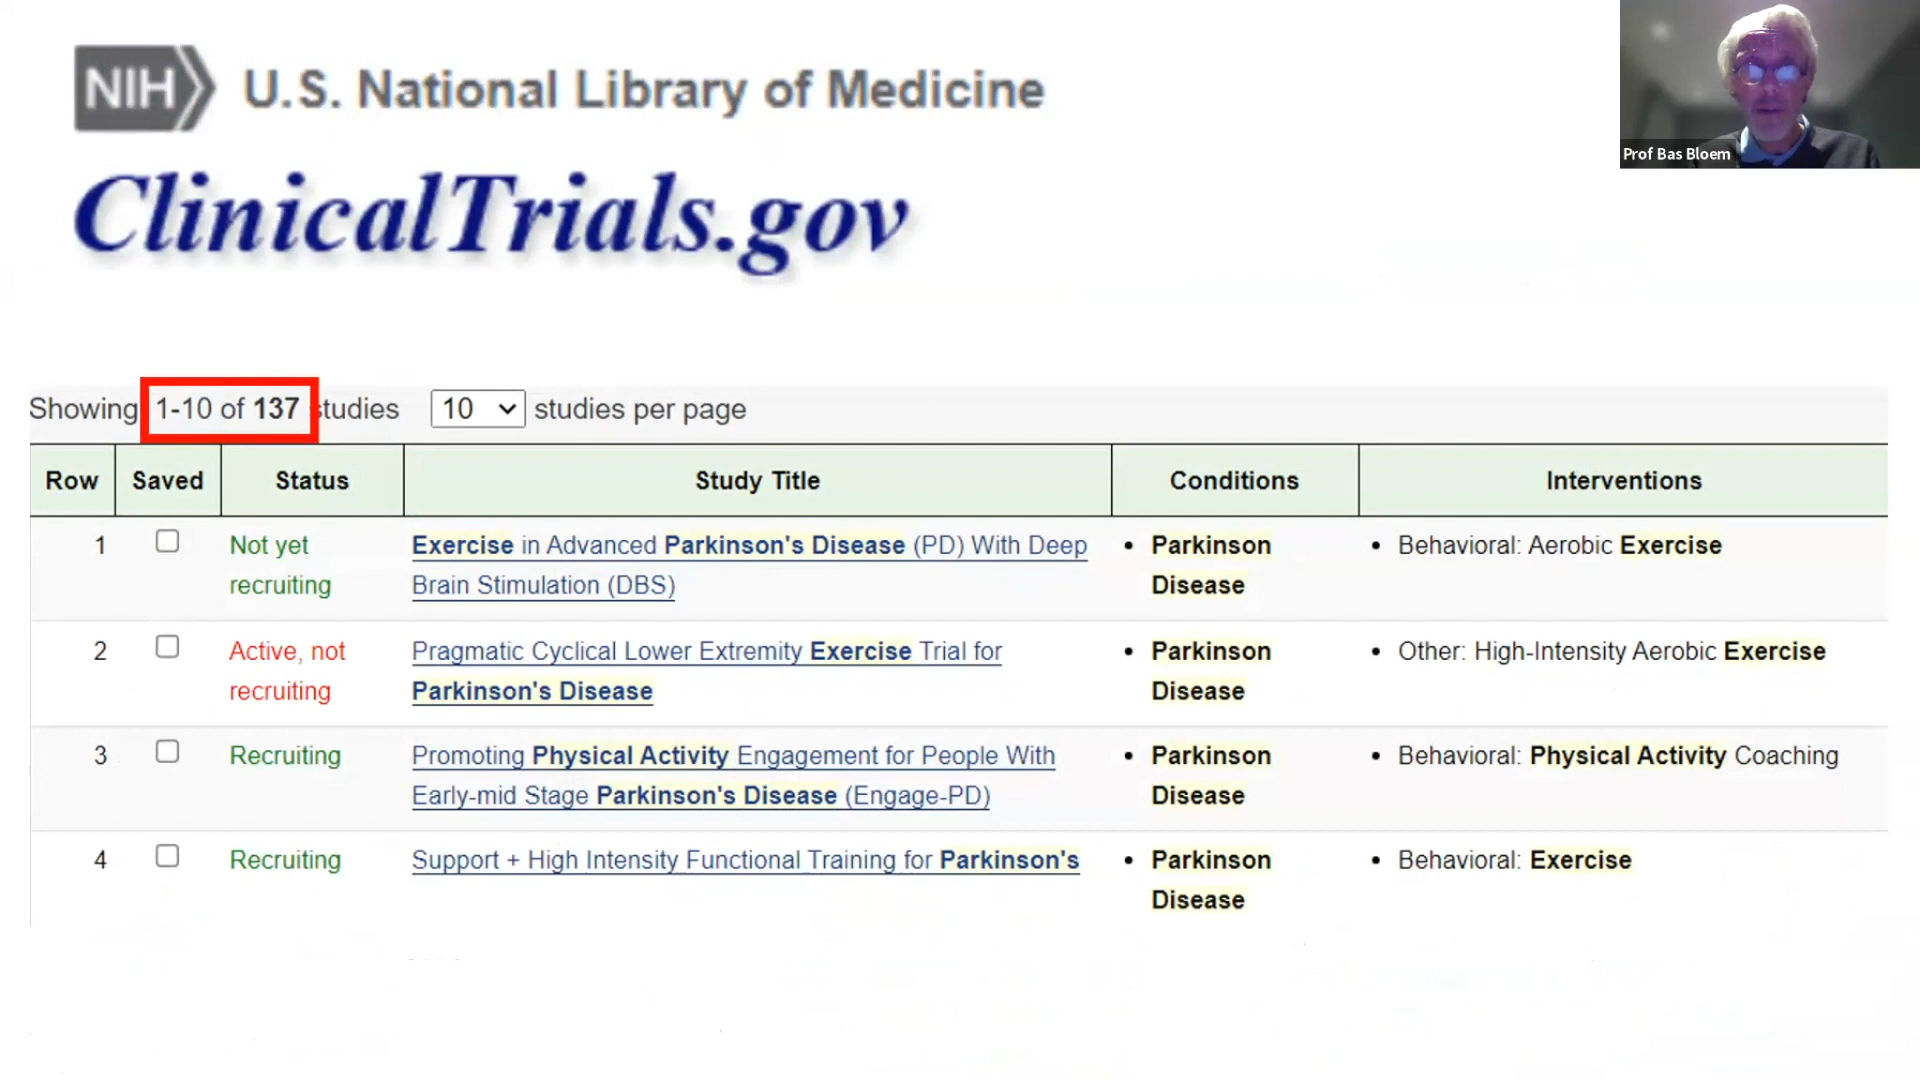 NIH U.S. National Library of Medicine
Prof Bas Bloem
ClinicalTrials.gov
Showing 1-10 of 137 studies 10 studies per page
Row Saved Status Study Title Conditions Interventions
1 Not yet recruiting Exercise in Advanced Parkinson's Disease (PD) With Deep Brain Stimulation (DBS) • Parkinson Disease • Behavioral: Aerobic Exercise
2 Active, not recruiting Pragmatic Cyclical Lower Extremity Exercise Trial for Parkinson's Disease • Parkinson Disease • Other: High-Intensity Aerobic Exercise
3 Recruiting Promoting Physical Activity Engagement for People With Early-mid Stage Parkinson's Disease (Engage-PD) • Parkinson Disease • Behavioral: Physical Activity Coaching
4 Recruiting Support + High Intensity Functional Training for Parkinson's • Parkinson Disease • Behavioral: Exercise